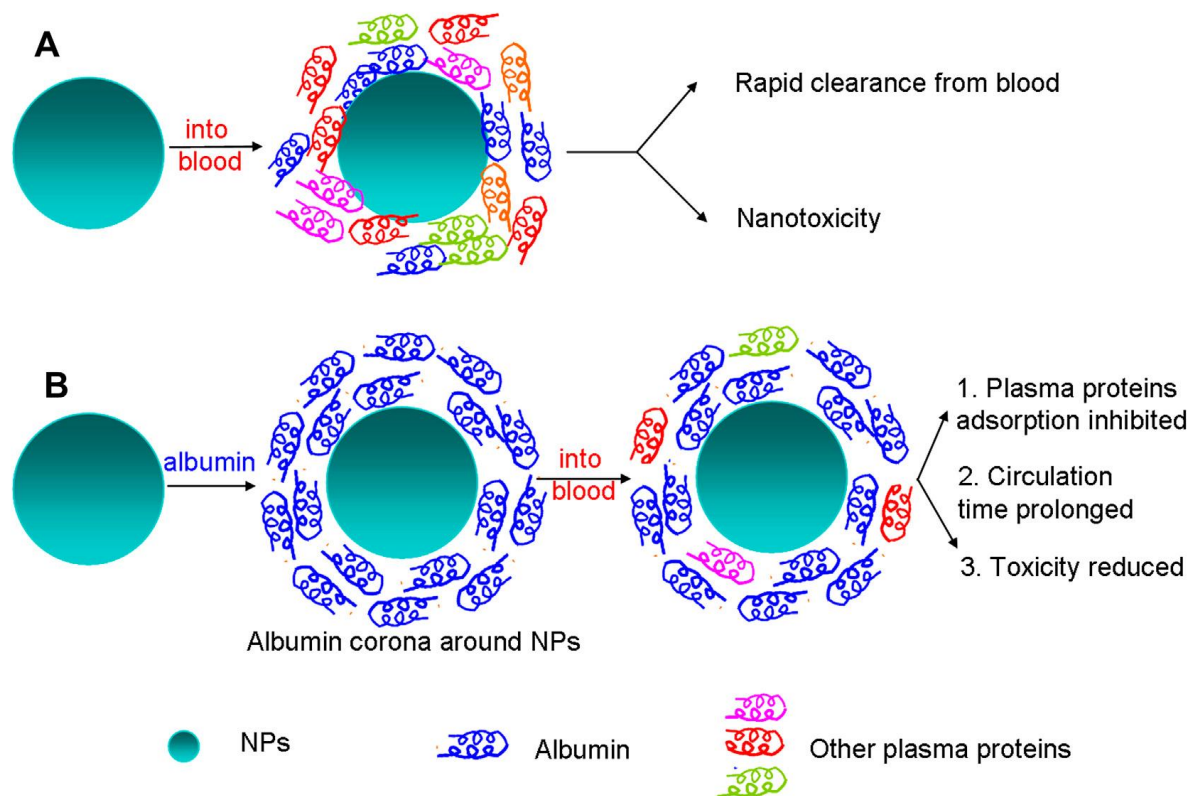 A
into
blood
Rapid clearance from blood
Nanotoxicity
B
albumin
into
blood
1. Plasma proteins
adsorption inhibited
2. Circulation
time prolonged
3. Toxicity reduced
Albumin corona around NPs
NPs
Albumin
Other plasma proteins